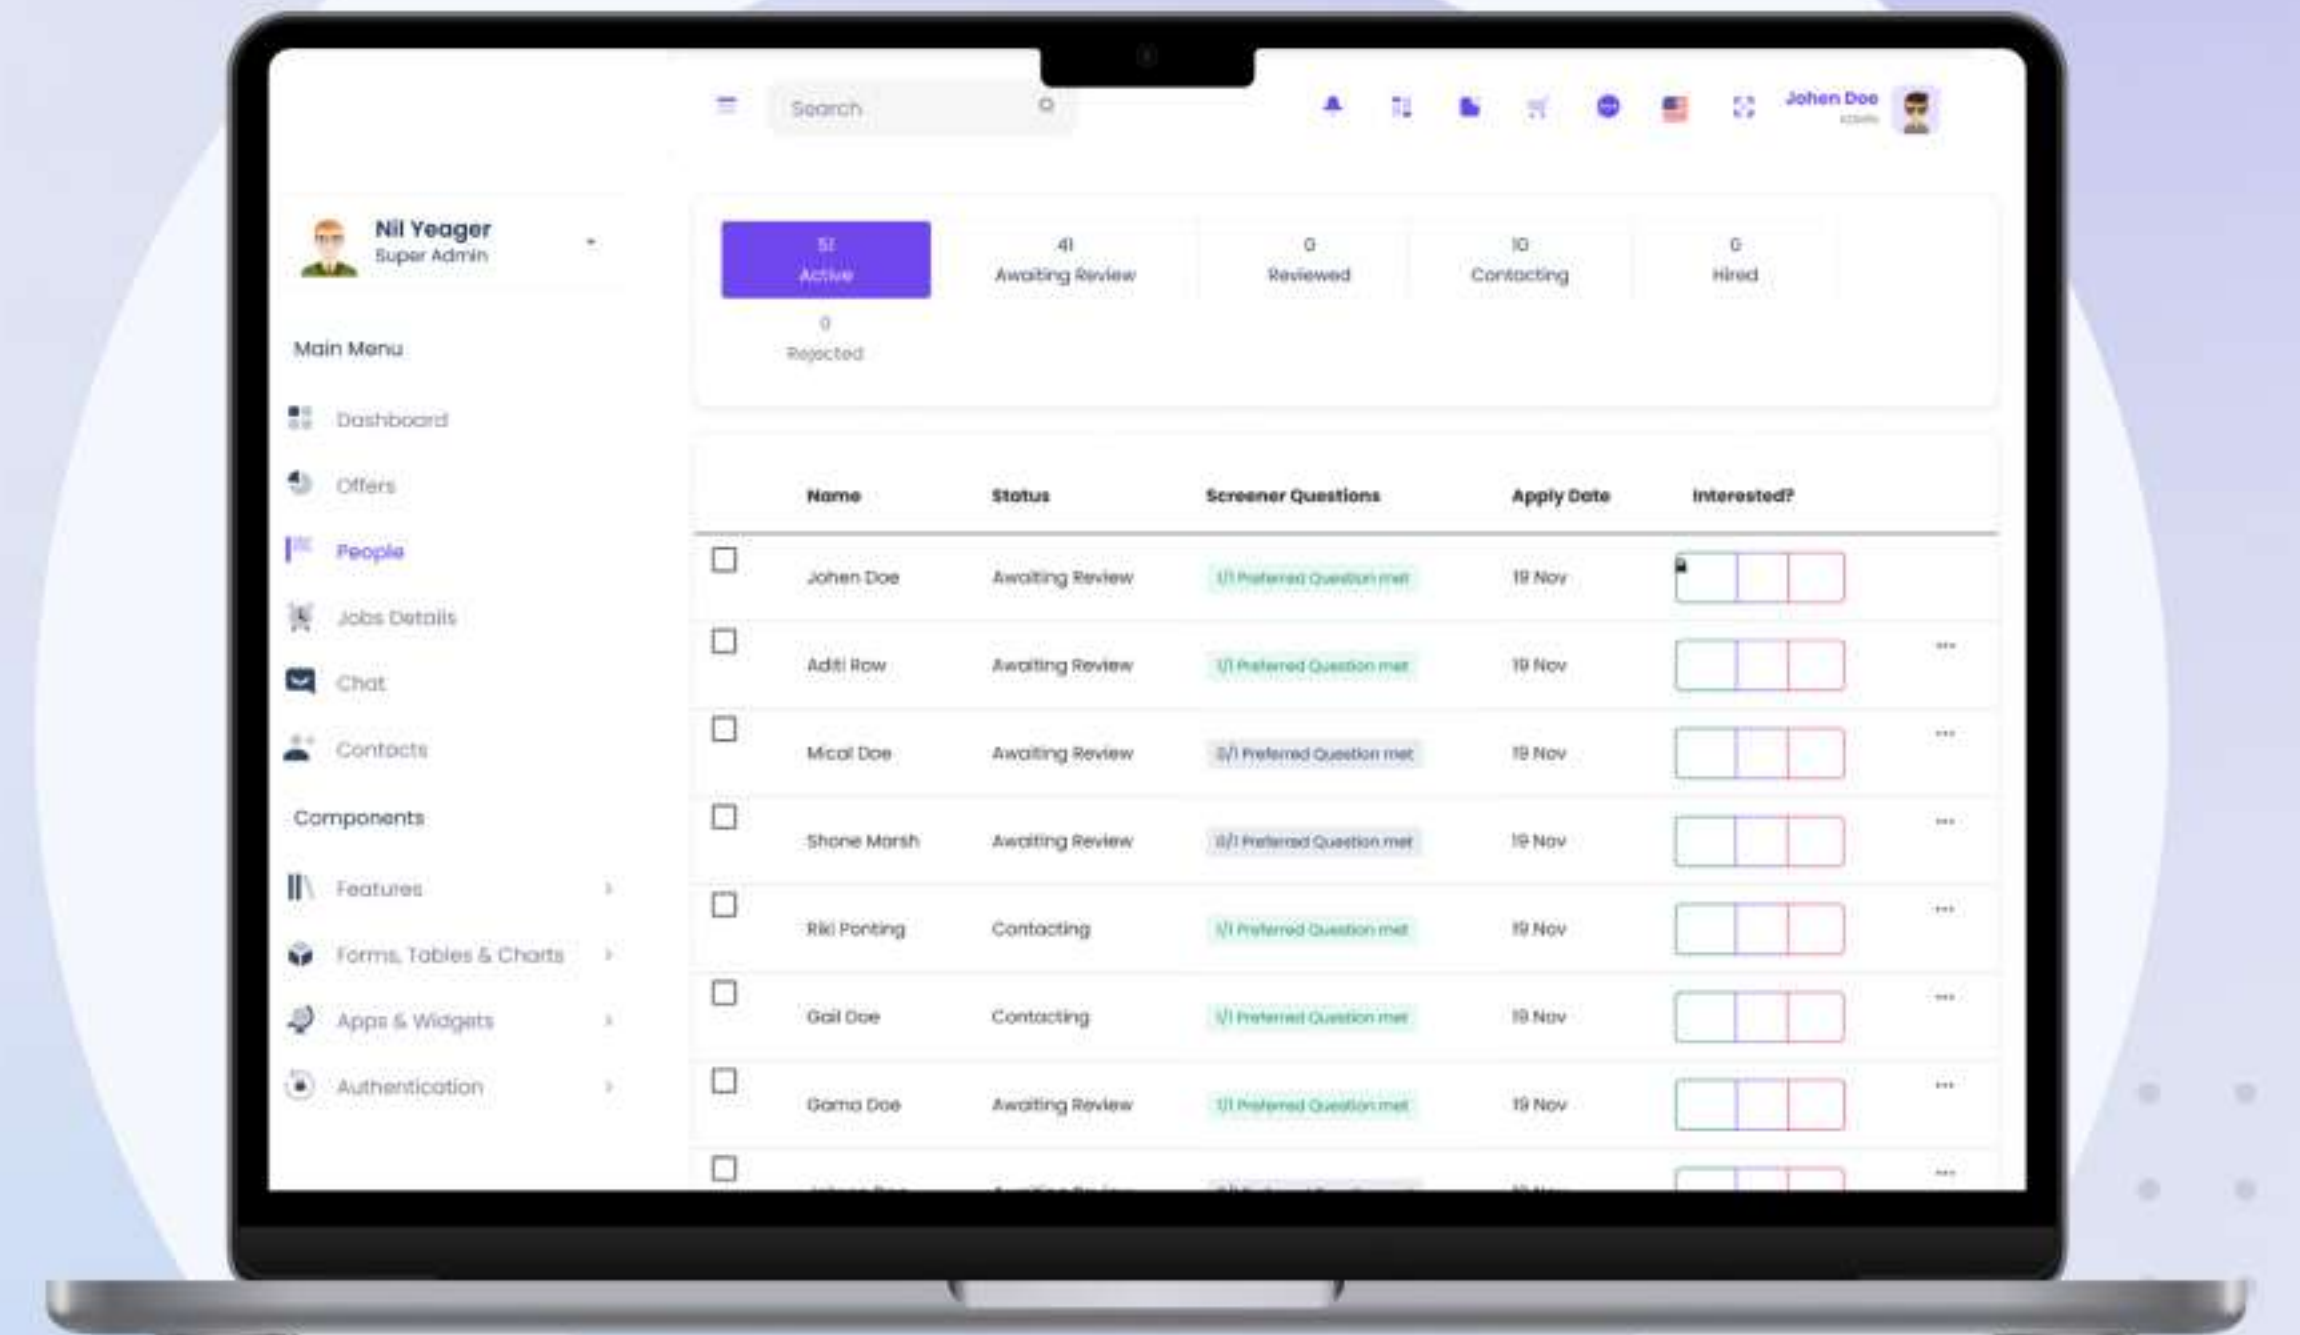 Search
Johen Doe
Nil Yeager
Super Admin
51
Active
41
Awaiting Review
0
Reviewed
10
Contacting
0
Hired
0
Rejected
Main Menu
Dashboard
Offers
People
Jobs Details
Chat
Contacts
Components
Features
Forms, Tables & Charts
Apps & Widgets
Authentication
Name Status Screener Questions Apply Date Interested?
Johen Doe Awaiting Review 1/1 Preferred Question met 19 Nov
Aditi Row Awaiting Review 1/1 Preferred Question met 19 Nov
Mical Doe Awaiting Review 0/1 Preferred Question met 19 Nov
Shane Marsh Awaiting Review 0/1 Preferred Question met 19 Nov
Riki Ponting Contacting 1/1 Preferred Question met 19 Nov
Gail Doe Contacting 1/1 Preferred Question met 19 Nov
Gama Doe Awaiting Review 1/1 Preferred Question met 19 Nov